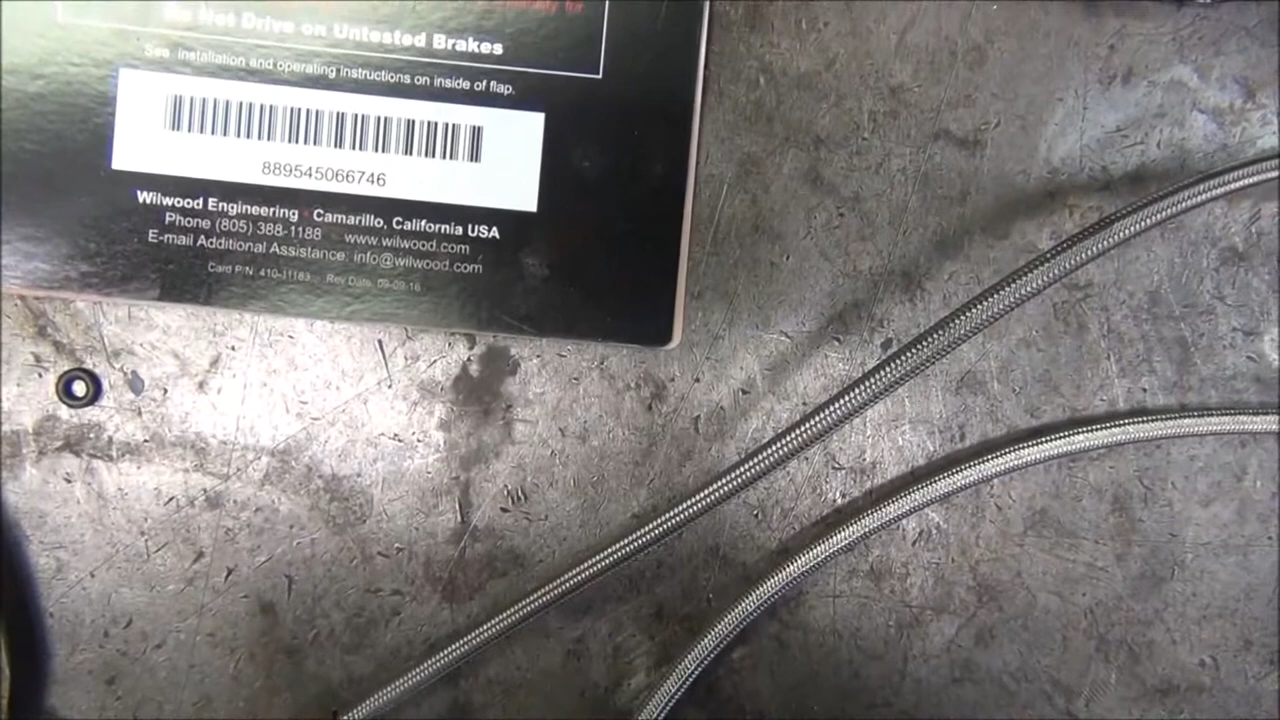 Do Not Drive on Untested Brakes
See installation and operating instructions on inside of flap.
889545066746
Wilwood Engineering • Camarillo, California USA
Phone (805) 388-1188 www.wilwood.com
E-mail Additional Assistance: info@wilwood.com
Card P/N: 410-11183 Rev Date: 09-09-16